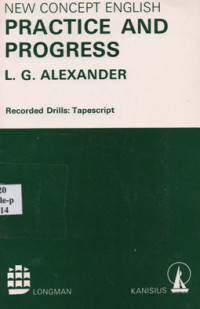 NEW CONCEPT ENGLISH
PRACTICE AND
PROGRESS
L. G. ALEXANDER
Recorded Drills: Tapescript
20
le-p
14
LONGMAN
KANISIUS